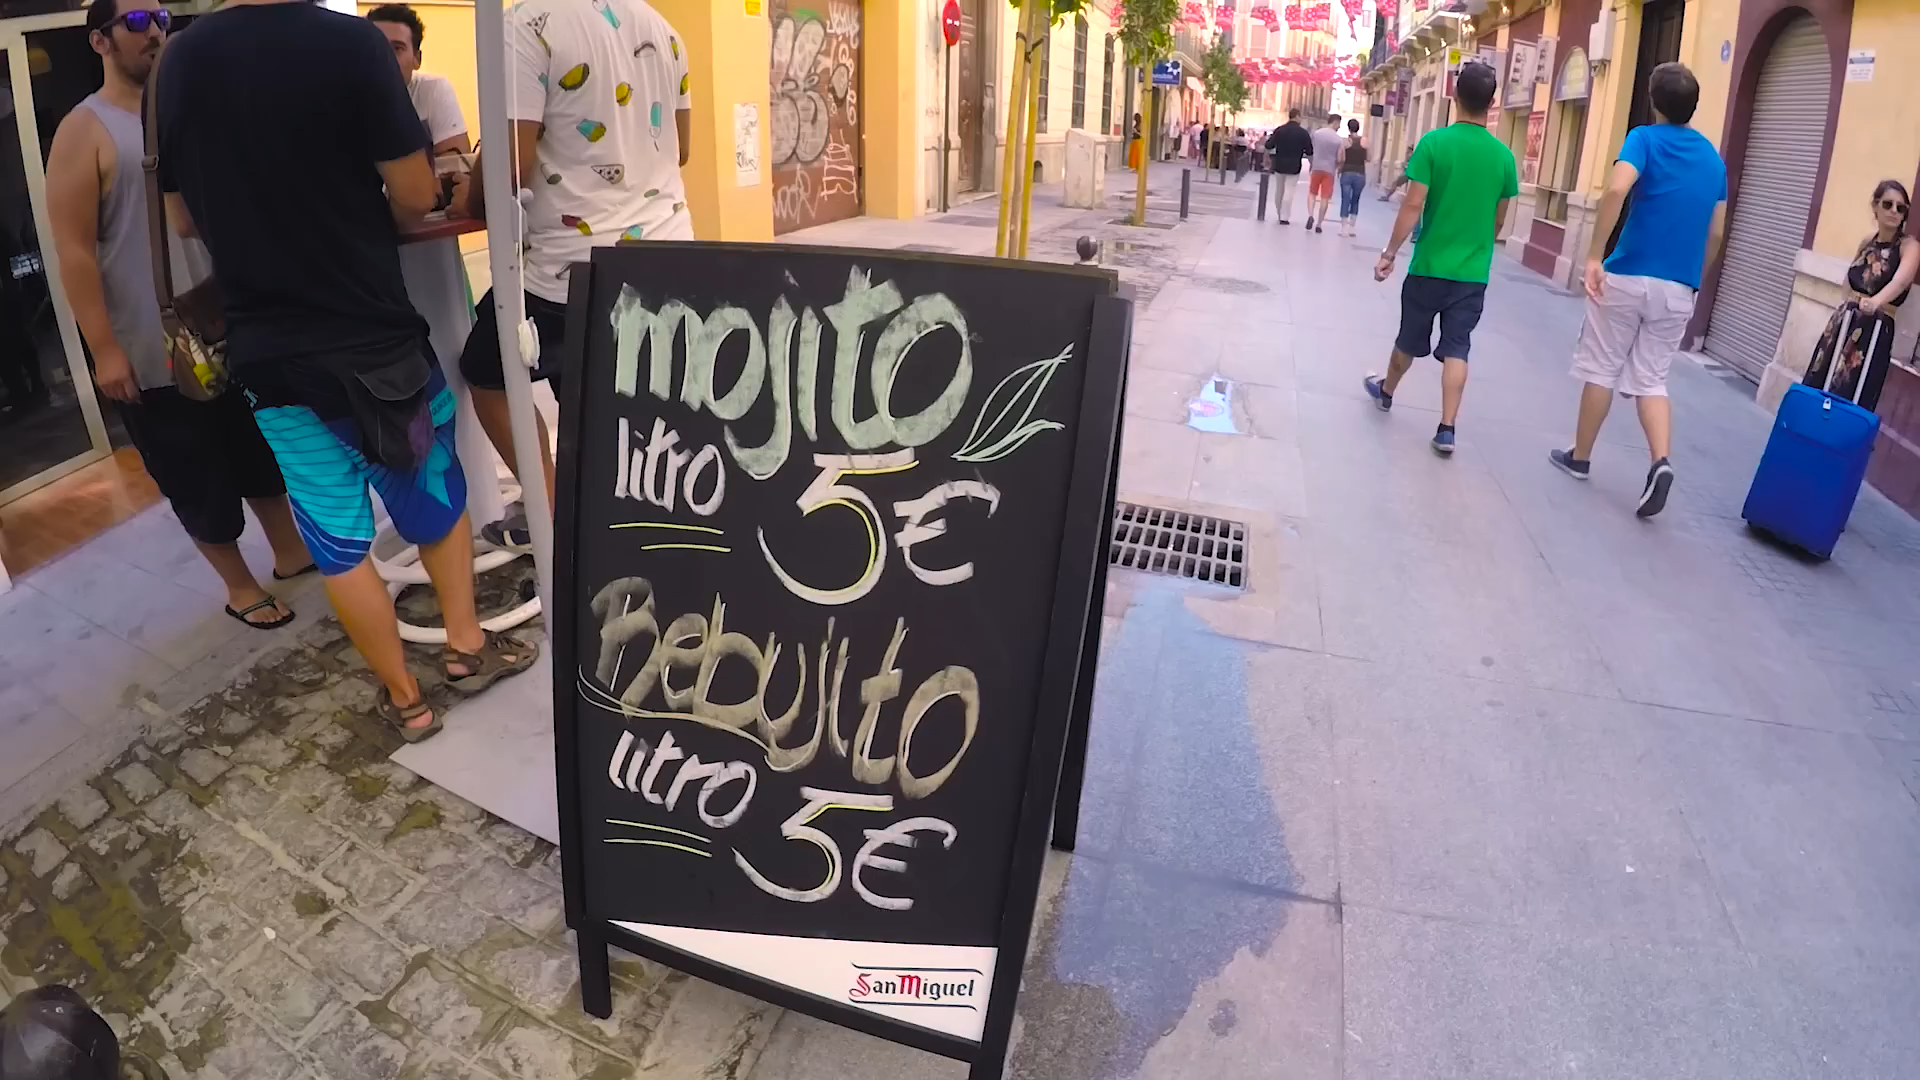 mojito
litro 5€
Rebujito
litro 5€
San Miguel